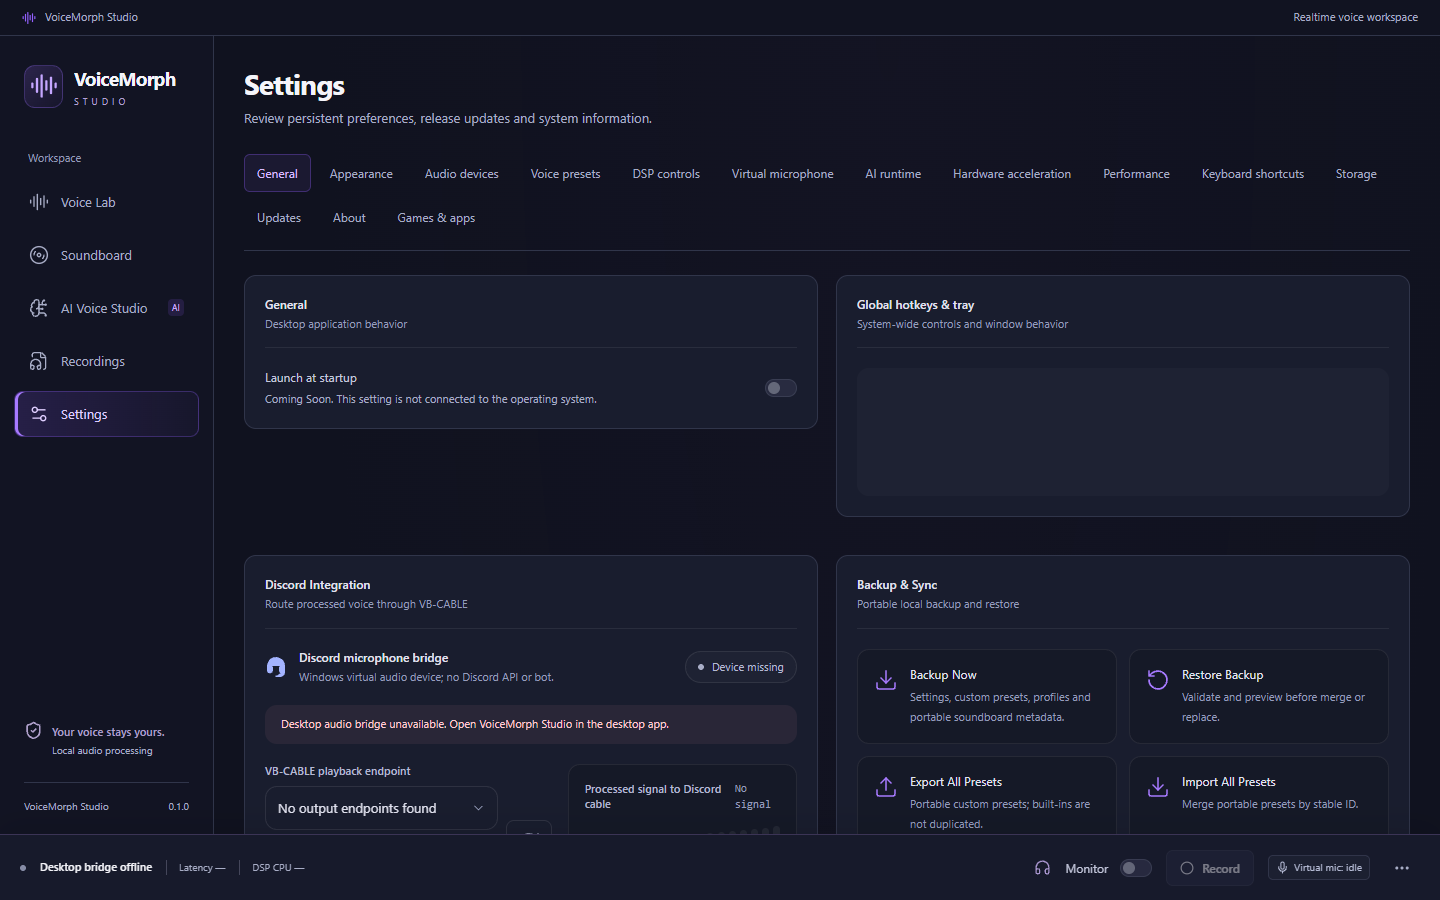 VoiceMorph Studio
Realtime voice workspace
VoiceMorph
STUDIO
Workspace
Voice Lab
Soundboard
AI Voice Studio
AI
Recordings
Settings
Your voice stays yours.
Local audio processing
VoiceMorph Studio
0.1.0
Settings
Review persistent preferences, release updates and system information.
General
Appearance
Audio devices
Voice presets
DSP controls
Virtual microphone
AI runtime
Hardware acceleration
Performance
Keyboard shortcuts
Storage
Updates
About
Games & apps
General
Desktop application behavior
Launch at startup
Coming Soon. This setting is not connected to the operating system.
Global hotkeys & tray
System-wide controls and window behavior
Discord Integration
Route processed voice through VB-CABLE
Discord microphone bridge
Windows virtual audio device; no Discord API or bot.
Device missing
Desktop audio bridge unavailable. Open VoiceMorph Studio in the desktop app.
VB-CABLE playback endpoint
No output endpoints found
Processed signal to Discord
cable
No
signal
Backup & Sync
Portable local backup and restore
Backup Now
Settings, custom presets, profiles and
portable soundboard metadata.
Restore Backup
Validate and preview before merge or
replace.
Export All Presets
Portable custom presets; built-ins are
not duplicated.
Import All Presets
Merge portable presets by stable ID.
Desktop bridge offline
Latency —
DSP CPU —
Monitor
Record
Virtual mic: idle